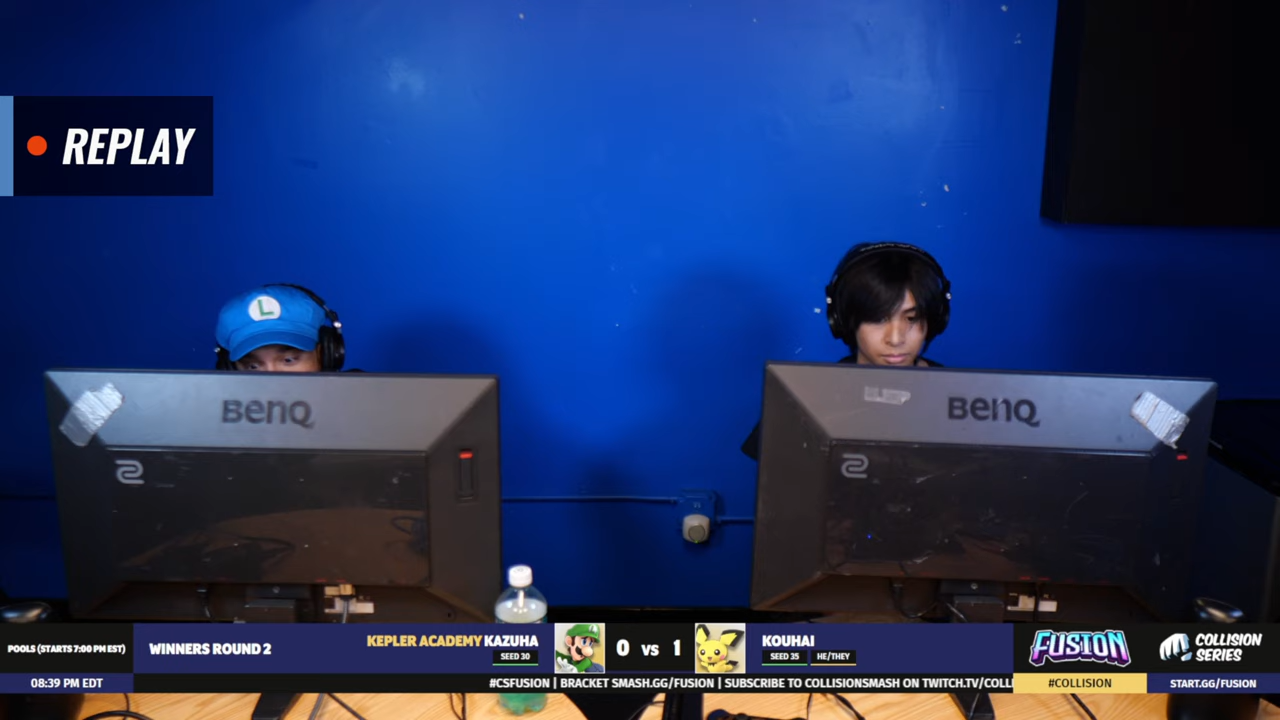 REPLAY
L
BenQ
BenQ
POOLS (STARTS 7:00 PM EST)
WINNERS ROUND 2
KEPLER ACADEMY KAZUHA
SEED 30
0 vs 1
KOUHAI
SEED 35
HE/THEY
FUSION
COLLISION
SERIES
08:39 PM EDT
#CSFUSION | BRACKET SMASH.GG/FUSION | SUBSCRIBE TO COLLISIONSMASH ON TWITCH.TV/COLLI
#COLLISION
START.GG/FUSION